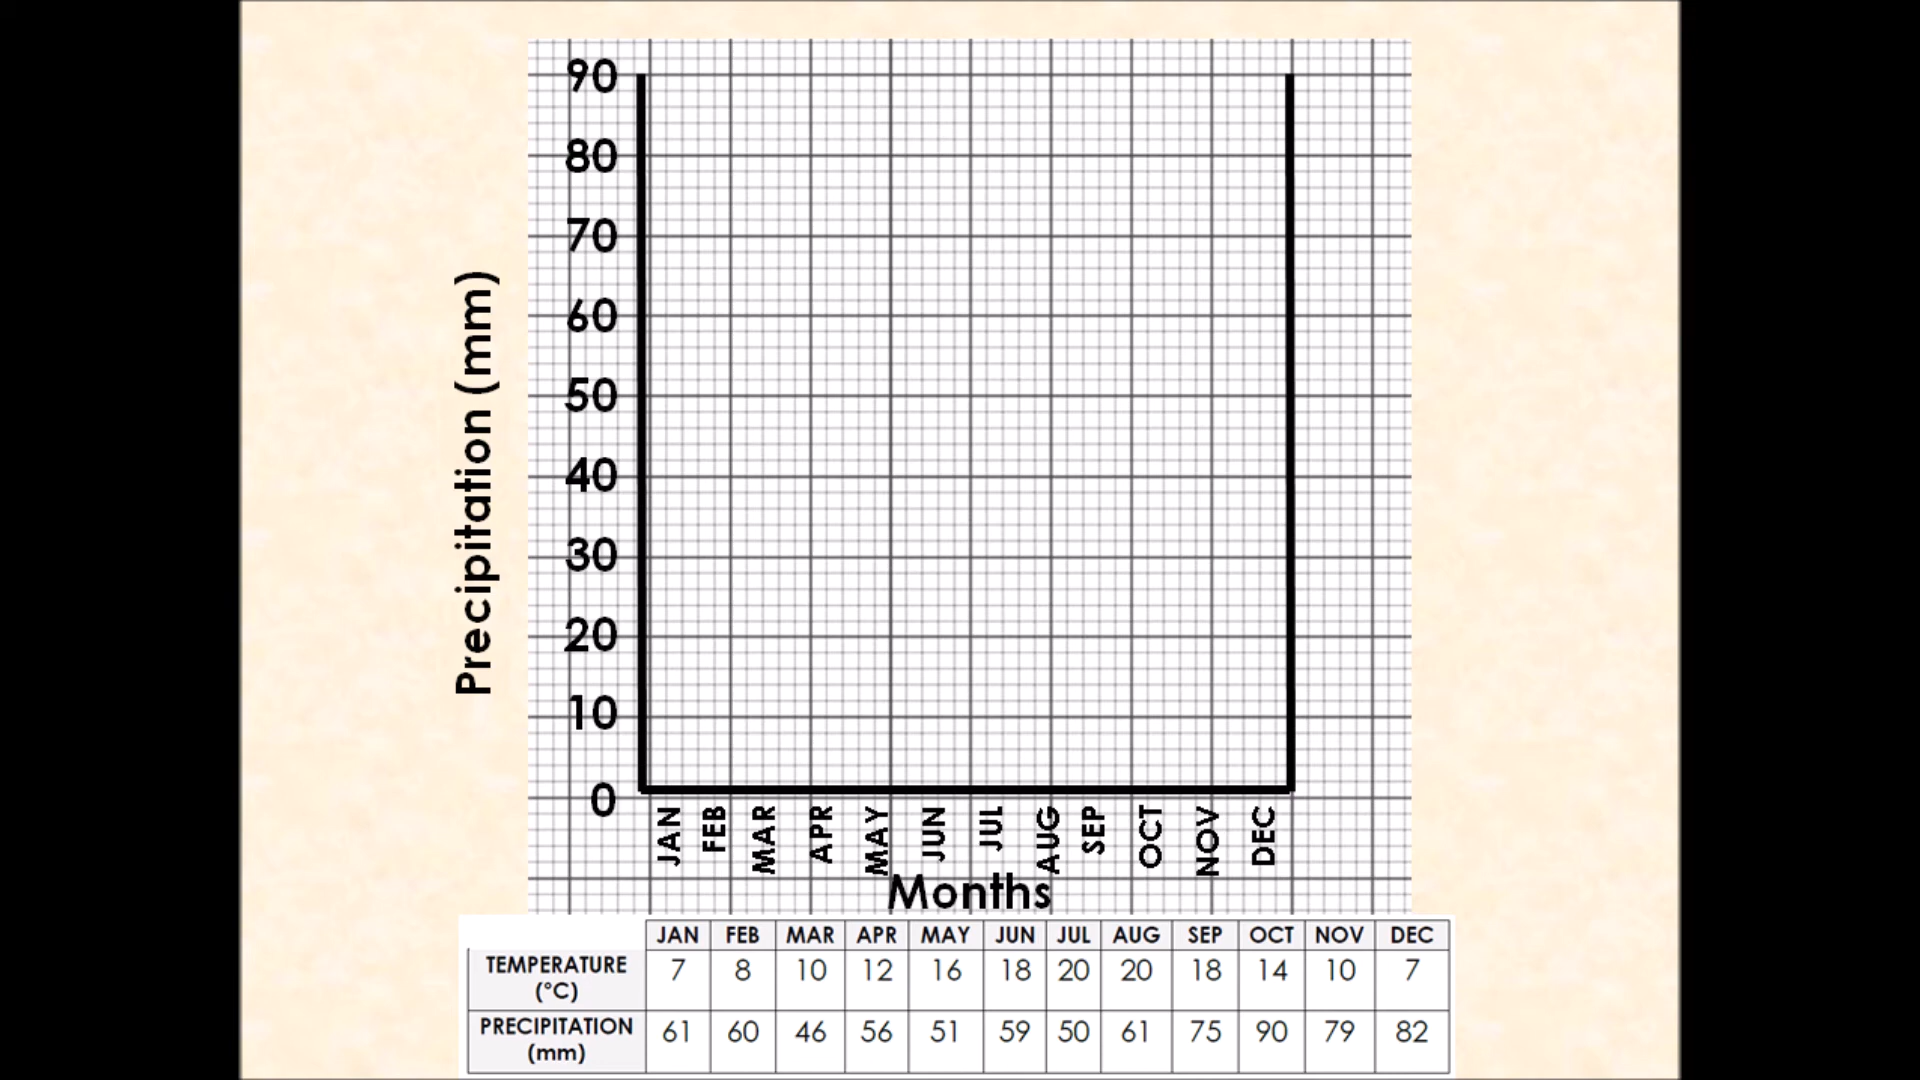 90
80
70
60
50
40
30
20
10
0
Precipitation (mm)
JAN FEB MAR APR MAY JUN JUL AUG SEP OCT NOV DEC
Months
JAN FEB MAR APR MAY JUN JUL AUG SEP OCT NOV DEC
TEMPERATURE (°C) 7 8 10 12 16 18 20 20 18 14 10 7
PRECIPITATION (mm) 61 60 46 56 51 59 50 61 75 90 79 82